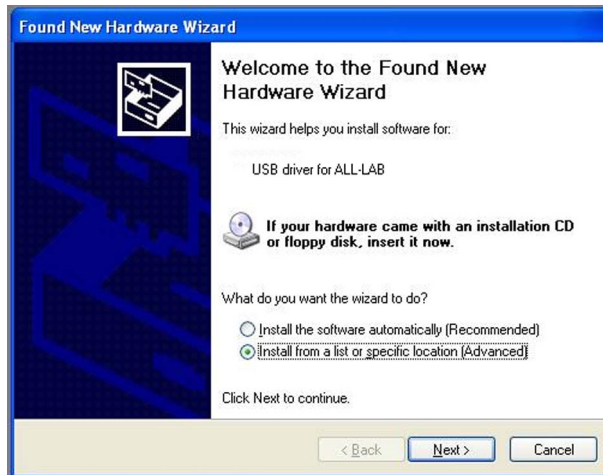 Found New Hardware Wizard
Welcome to the Found New
Hardware Wizard
This wizard helps you install software for:
USB driver for ALL-LAB
If your hardware came with an installation CD
or floppy disk, insert it now.
What do you want the wizard to do?
Install the software automatically (Recommended)
Install from a list or specific location (Advanced)
Click Next to continue.
< Back
Next >
Cancel